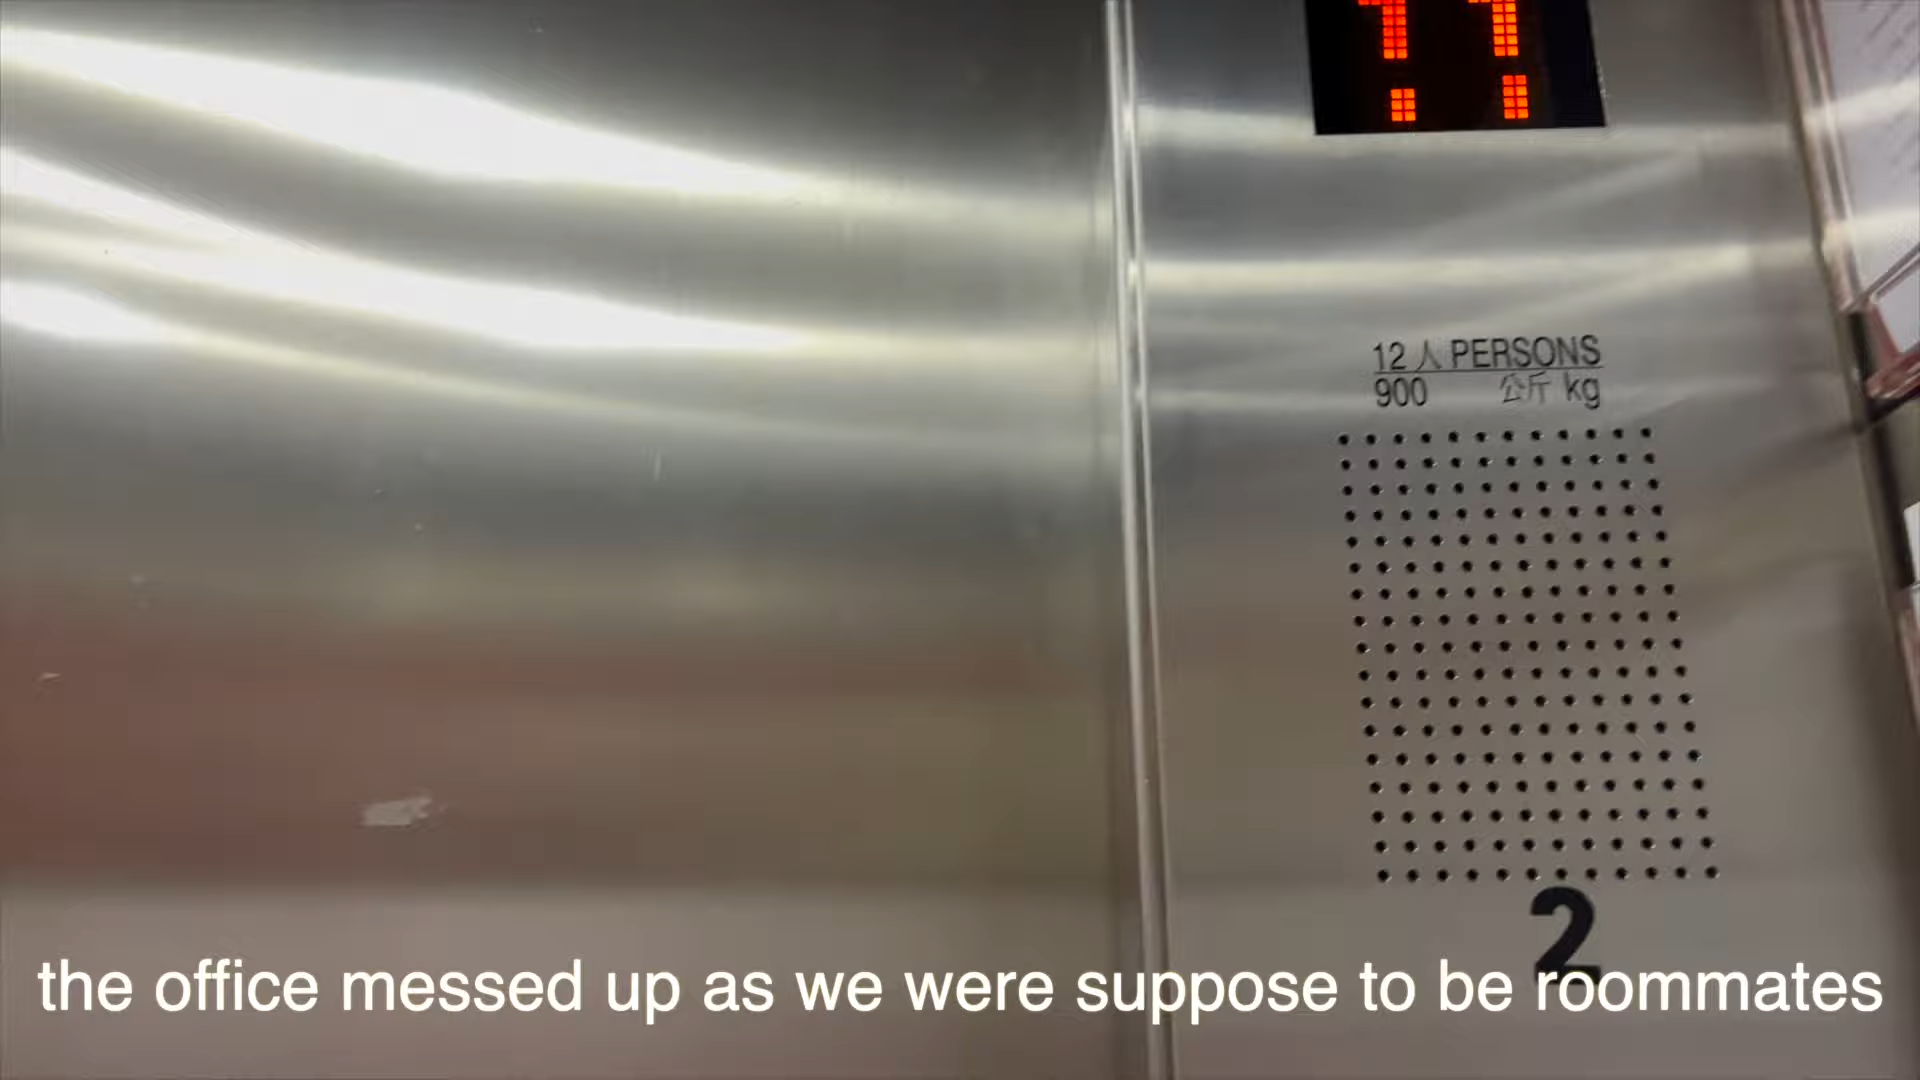 12 人 PERSONS
900 公斤 kg
2
the office messed up as we were suppose to be roommates